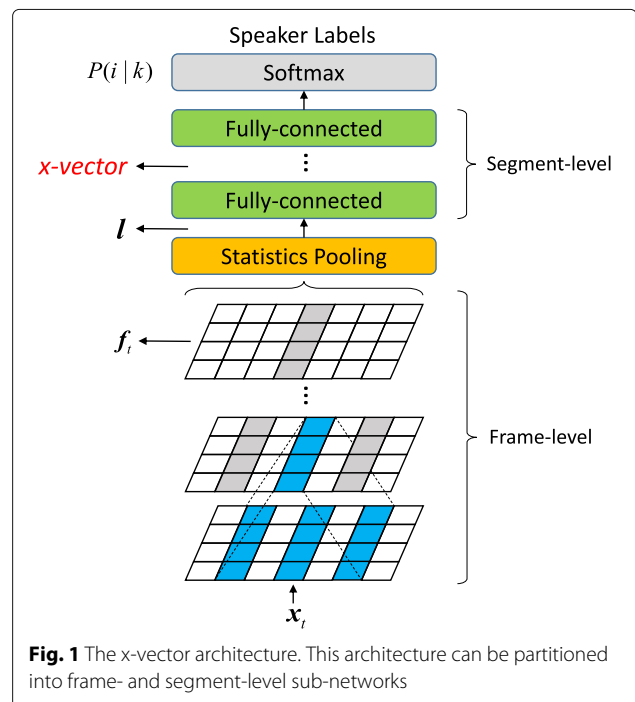 Speaker Labels
P(i | k)
Softmax
Fully-connected
x-vector
⋮
Segment-level
Fully-connected
l
Statistics Pooling
f_t
⋮
Frame-level
x_t
Fig. 1 The x-vector architecture. This architecture can be partitioned
into frame- and segment-level sub-networks